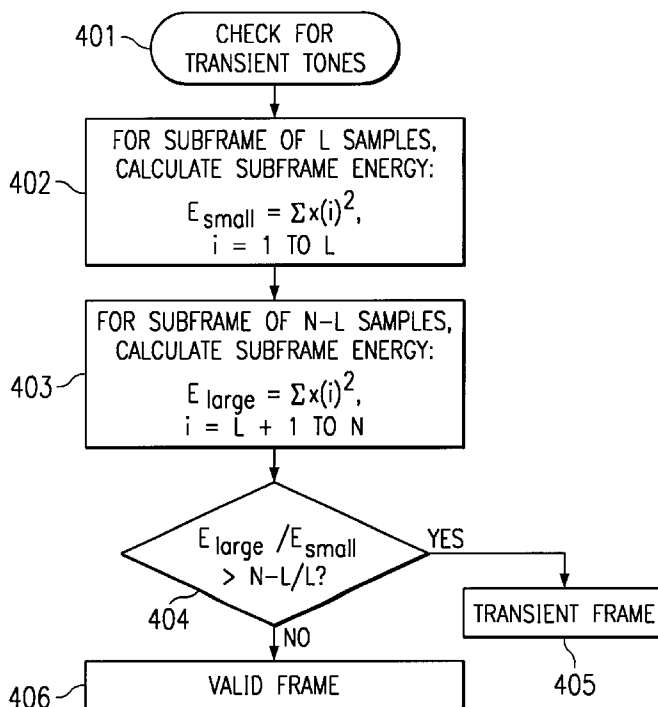 401
CHECK FOR
TRANSIENT TONES
402
FOR SUBFRAME OF L SAMPLES,
CALCULATE SUBFRAME ENERGY:
E small = Σx(i)²,
i = 1 TO L
403
FOR SUBFRAME OF N-L SAMPLES,
CALCULATE SUBFRAME ENERGY:
E large = Σx(i)²,
i = L + 1 TO N
E large /E small
> N-L/L?
YES
404
NO
TRANSIENT FRAME
405
406
VALID FRAME